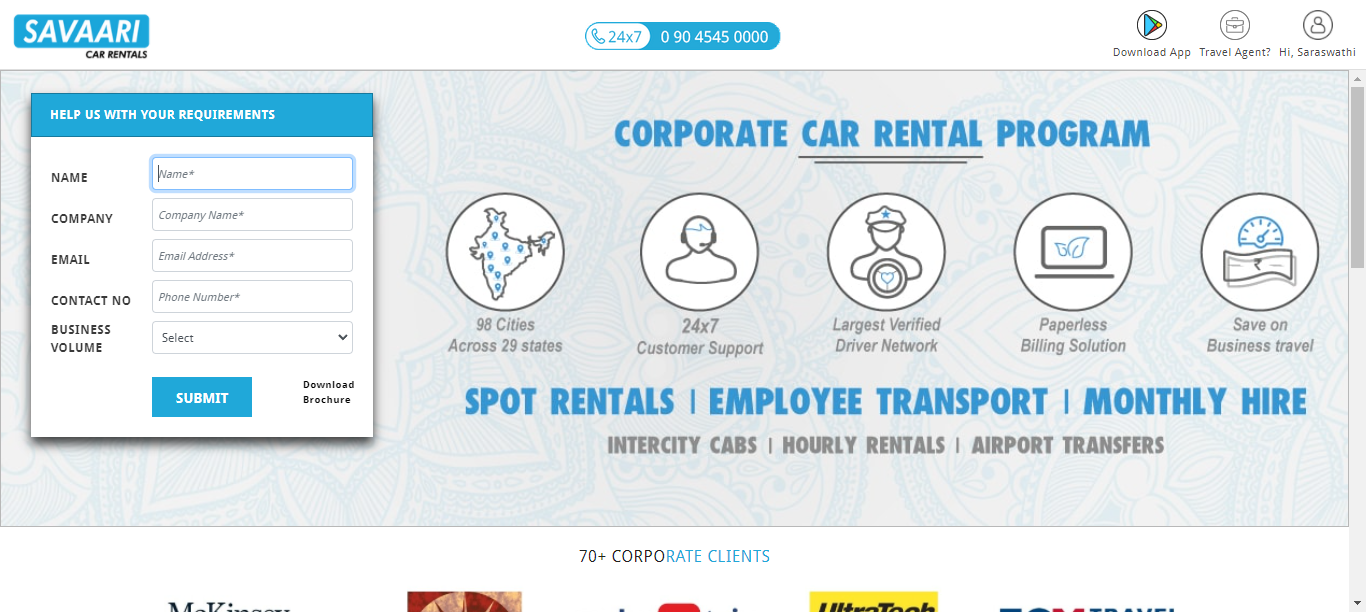 SAVAARI
CAR RENTALS
24x7 0 90 4545 0000
Download App
Travel Agent?
Hi, Saraswathi
HELP US WITH YOUR REQUIREMENTS
NAME
Name*
COMPANY
Company Name*
EMAIL
Email Address*
CONTACT NO
Phone Number*
BUSINESS
VOLUME
Select
SUBMIT
Download
Brochure
CORPORATE CAR RENTAL PROGRAM
98 Cities
Across 29 states
24x7
Customer Support
Largest Verified
Driver Network
Paperless
Billing Solution
₹
Save on
Business travel
SPOT RENTALS | EMPLOYEE TRANSPORT | MONTHLY HIRE
INTERCITY CABS | HOURLY RENTALS | AIRPORT TRANSFERS
70+ CORPORATE CLIENTS
McKinsey
UltraTech